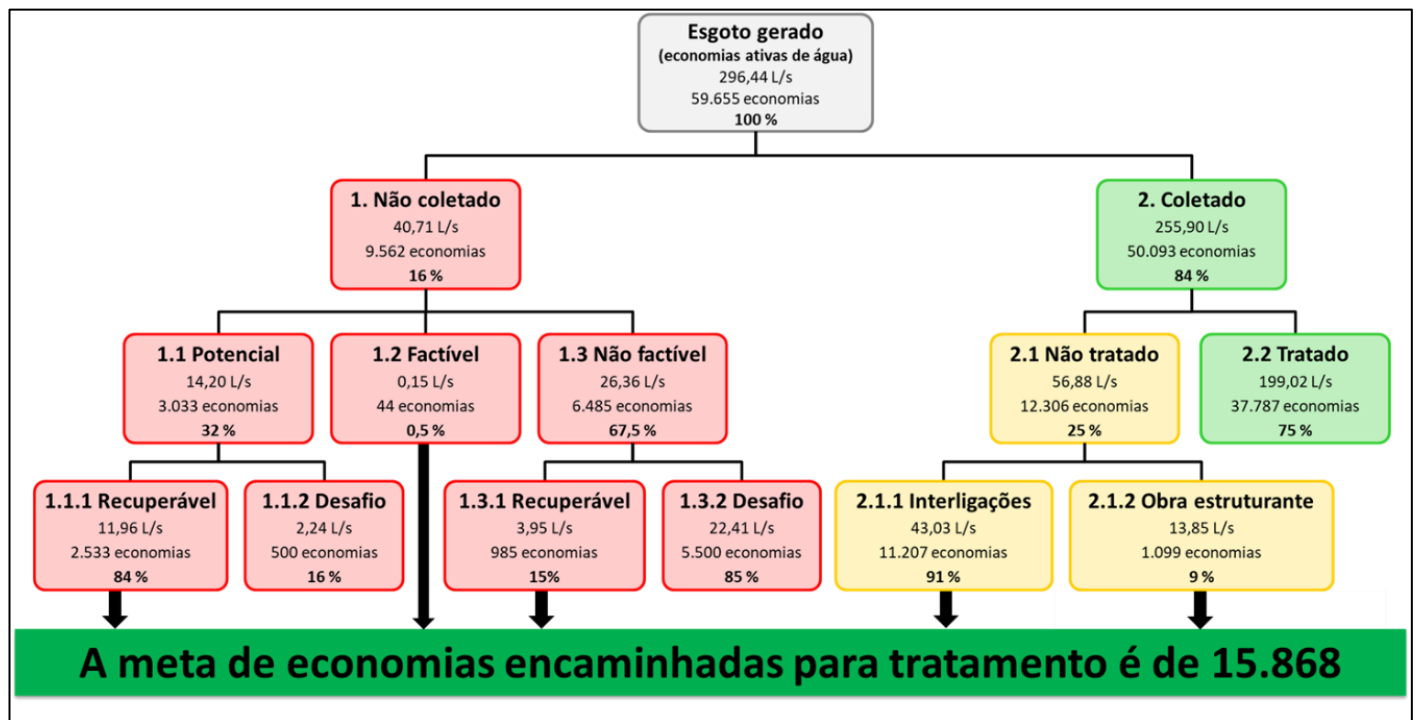 Esgoto gerado
(economias ativas de água)
296,44 L/s
59.655 economias
100 %
1. Não coletado
40,71 L/s
9.562 economias
16 %
2. Coletado
255,90 L/s
50.093 economias
84 %
1.1 Potencial
14,20 L/s
3.033 economias
32 %
1.2 Factível
0,15 L/s
44 economias
0,5 %
1.3 Não factível
26,36 L/s
6.485 economias
67,5 %
2.1 Não tratado
56,88 L/s
12.306 economias
25 %
2.2 Tratado
199,02 L/s
37.787 economias
75 %
1.1.1 Recuperável
11,96 L/s
2.533 economias
84 %
1.1.2 Desafio
2,24 L/s
500 economias
16 %
1.3.1 Recuperável
3,95 L/s
985 economias
15%
1.3.2 Desafio
22,41 L/s
5.500 economias
85 %
2.1.1 Interligações
43,03 L/s
11.207 economias
91 %
2.1.2 Obra estruturante
13,85 L/s
1.099 economias
9 %
A meta de economias encaminhadas para tratamento é de 15.868